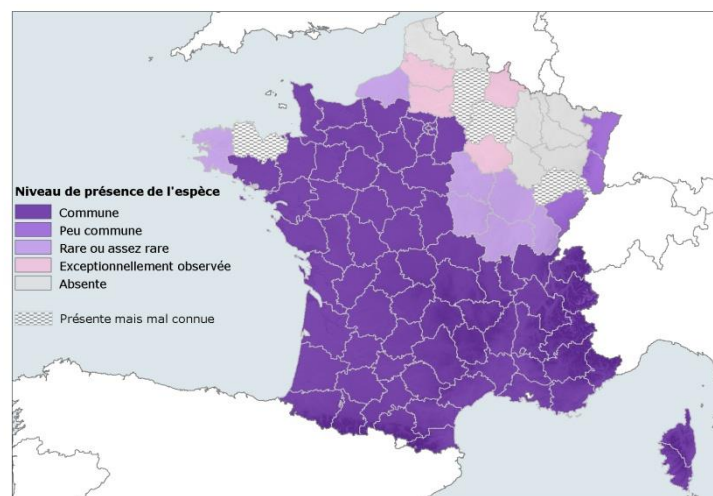 Niveau de présence de l'espèce
Commune
Peu commune
Rare ou assez rare
Exceptionnellement observée
Absente
Présente mais mal connue